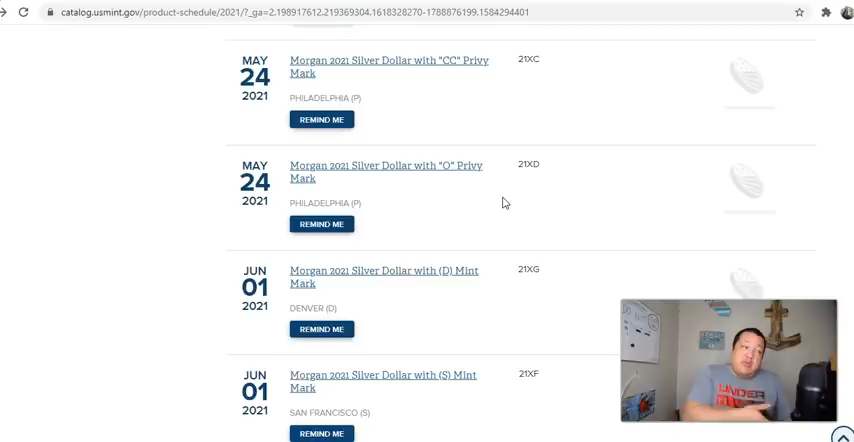 catalog.usmint.gov/product-schedule/2021/?_ga=2.198917612.219369304.1618328270-1788876199.1584294401
MAY
24
2021
Morgan 2021 Silver Dollar with "CC" Privy
Mark
21XC
PHILADELPHIA (P)
REMIND ME
MAY
24
2021
Morgan 2021 Silver Dollar with "O" Privy
Mark
21XD
PHILADELPHIA (P)
REMIND ME
JUN
01
2021
Morgan 2021 Silver Dollar with (D) Mint
Mark
21XG
DENVER (D)
REMIND ME
JUN
01
2021
Morgan 2021 Silver Dollar with (S) Mint
Mark
21XF
SAN FRANCISCO (S)
REMIND ME
UNDER